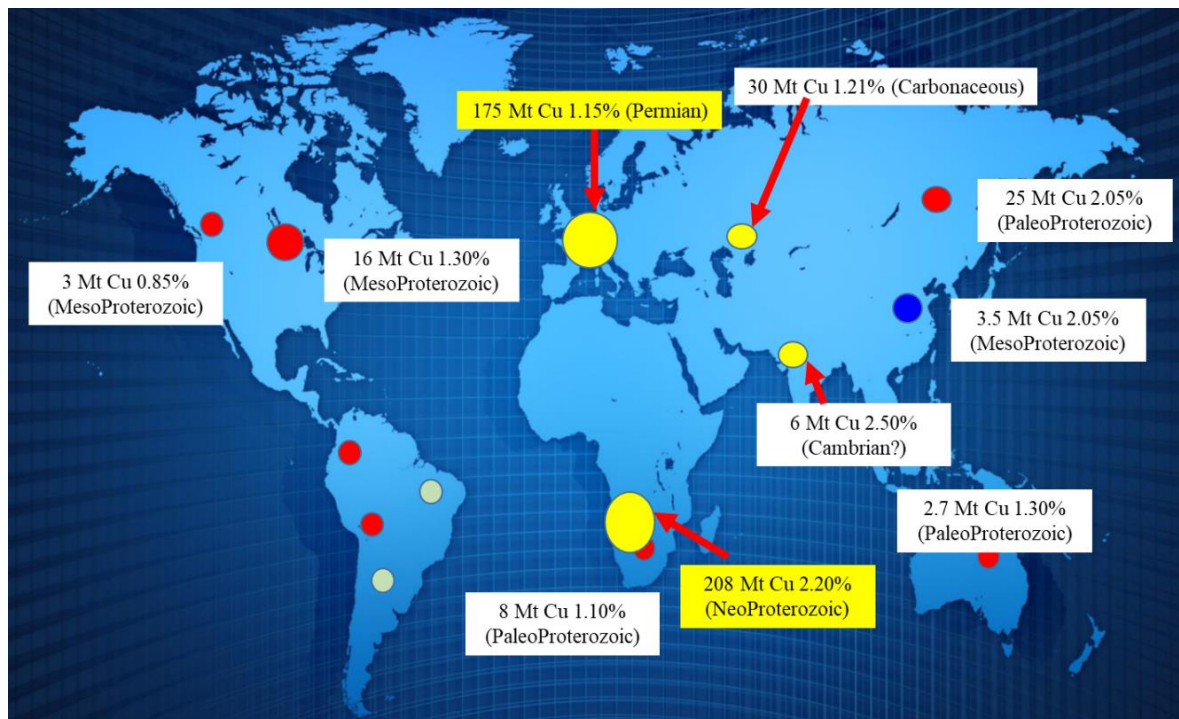 30 Mt Cu 1.21% (Carbonaceous)
175 Mt Cu 1.15% (Permian)
25 Mt Cu 2.05%
(PaleoProterozoic)
16 Mt Cu 1.30%
(MesoProterozoic)
3 Mt Cu 0.85%
(MesoProterozoic)
3.5 Mt Cu 2.05%
(MesoProterozoic)
6 Mt Cu 2.50%
(Cambrian?)
2.7 Mt Cu 1.30%
(PaleoProterozoic)
208 Mt Cu 2.20%
(NeoProterozoic)
8 Mt Cu 1.10%
(PaleoProterozoic)